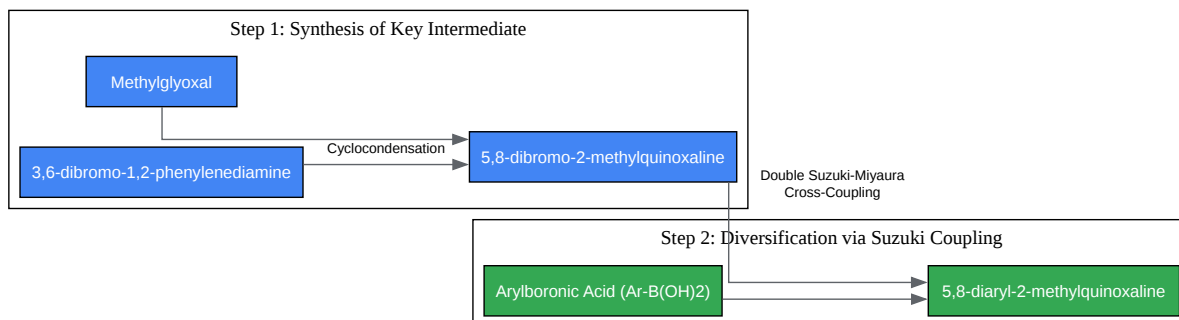 Step 1: Synthesis of Key Intermediate
Methylglyoxal
Cyclocondensation
3,6-dibromo-1,2-phenylenediamine
5,8-dibromo-2-methylquinoxaline
Double Suzuki-Miyaura
Cross-Coupling
Step 2: Diversification via Suzuki Coupling
Arylboronic Acid (Ar-B(OH)2)
5,8-diaryl-2-methylquinoxaline